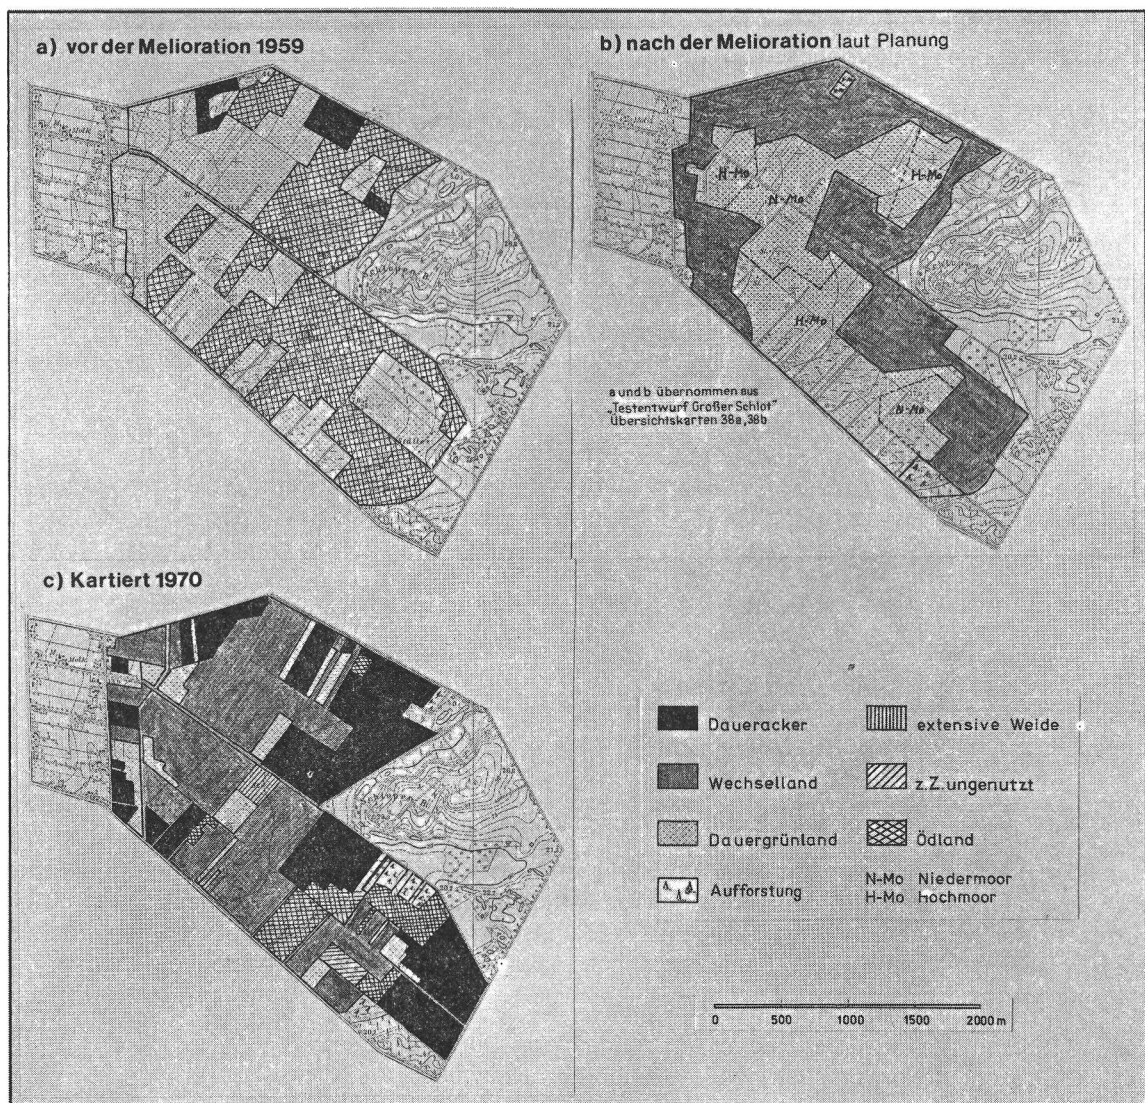 a) vor der Melioration 1959
b) nach der Melioration laut Planung
H-Mo
N-Mo
H-Mo
H-Mo
N-Mo
a und b übernommen aus
„Testentwurf Großer Schlot"
Übersichtskarten 38a,38b
c) Kartiert 1970
Daueracker
extensive Weide
Wechselland
z.Z.ungenutzt
Dauergrünland
Ödland
Aufforstung
N-Mo Niedermoor
H-Mo Hochmoor
0 500 1000 1500 2000m